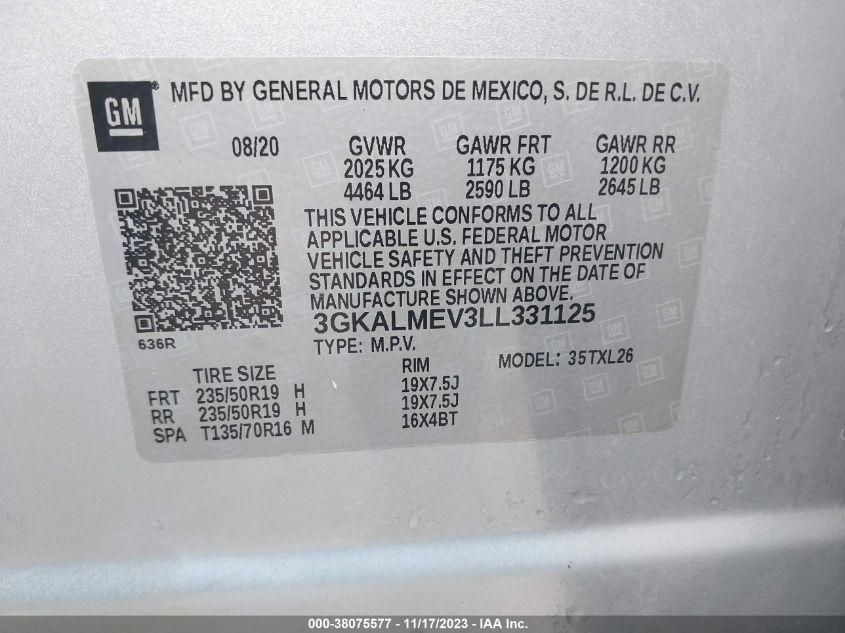 GM® MFD BY GENERAL MOTORS DE MEXICO, S. DE R.L. DE C.V.
08/20 GVWR GAWR FRT GAWR RR
2025 KG 1175 KG 1200 KG
4464 LB 2590 LB 2645 LB
THIS VEHICLE CONFORMS TO ALL
APPLICABLE U.S. FEDERAL MOTOR
VEHICLE SAFETY AND THEFT PREVENTION
STANDARDS IN EFFECT ON THE DATE OF
MANUFACTURE SHOWN ABOVE.
3GKALMEV3LL331125
636R
TYPE: M.P.V. MODEL: 35TXL26
TIRE SIZE RIM
FRT 235/50R19 H 19X7.5J
RR 235/50R19 H 19X7.5J
SPA T135/70R16 M 16X4BT
000-38075577 - 11/17/2023 - IAA Inc.